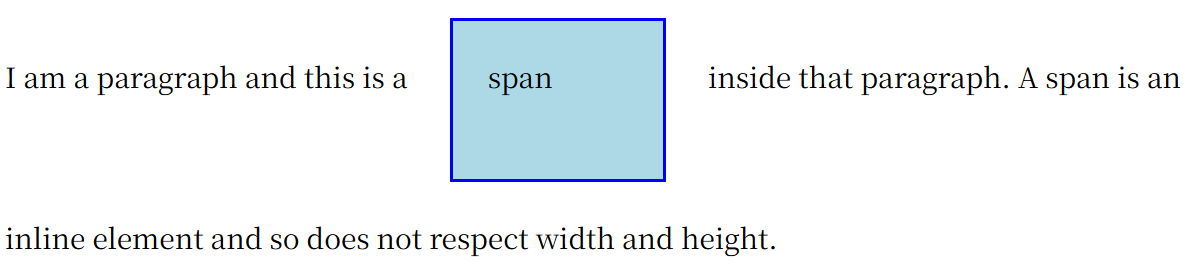 I am a paragraph and this is a span inside that paragraph. A span is an
inline element and so does not respect width and height.